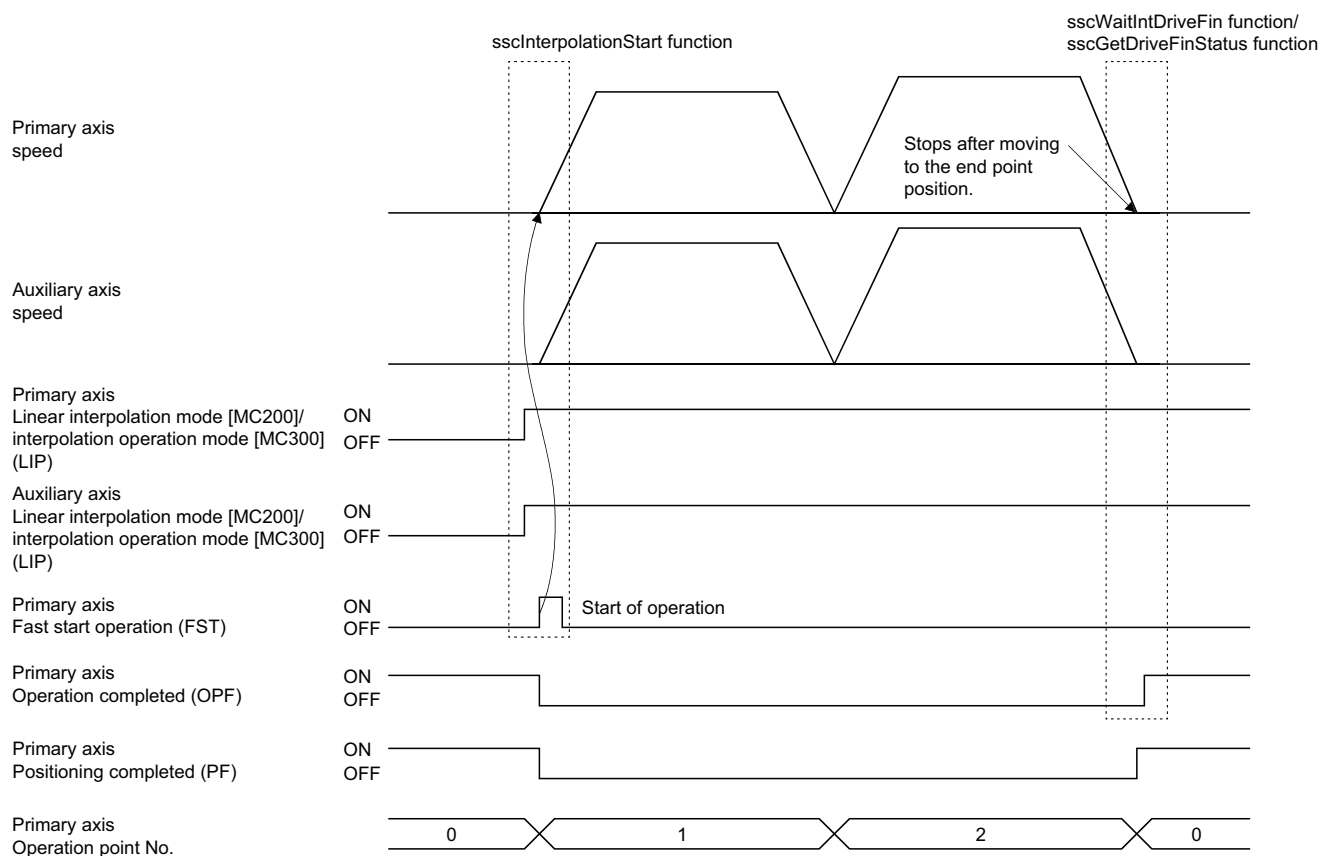 sscInterpolationStart function
sscWaitIntDriveFin function/
sscGetDriveFinStatus function
Primary axis
speed
Stops after moving
to the end point
position.
Auxiliary axis
speed
Primary axis
Linear interpolation mode [MC200]/
interpolation operation mode [MC300]
(LIP)
ON
OFF
Auxiliary axis
Linear interpolation mode [MC200]/
interpolation operation mode [MC300]
(LIP)
ON
OFF
Primary axis
Fast start operation (FST)
ON
OFF
Start of operation
Primary axis
Operation completed (OPF)
ON
OFF
Primary axis
Positioning completed (PF)
ON
OFF
Primary axis
Operation point No.
0 1 2 0